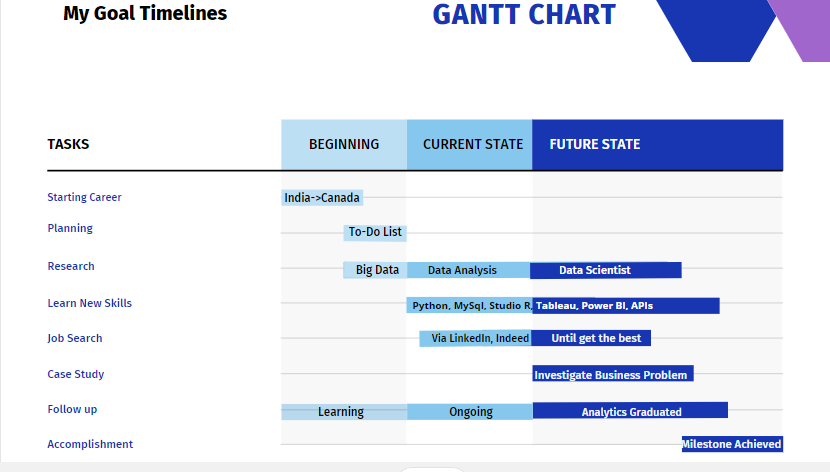 My Goal Timelines
GANTT CHART
TASKS BEGINNING CURRENT STATE FUTURE STATE
Starting Career India->Canada
Planning To-Do List
Research Big Data Data Analysis Data Scientist
Learn New Skills Python, MySql, Studio R, Tableau, Power BI, APIs
Job Search Via LinkedIn, Indeed Until get the best
Case Study Investigate Business Problem
Follow up Learning Ongoing Analytics Graduated
Accomplishment Milestone Achieved